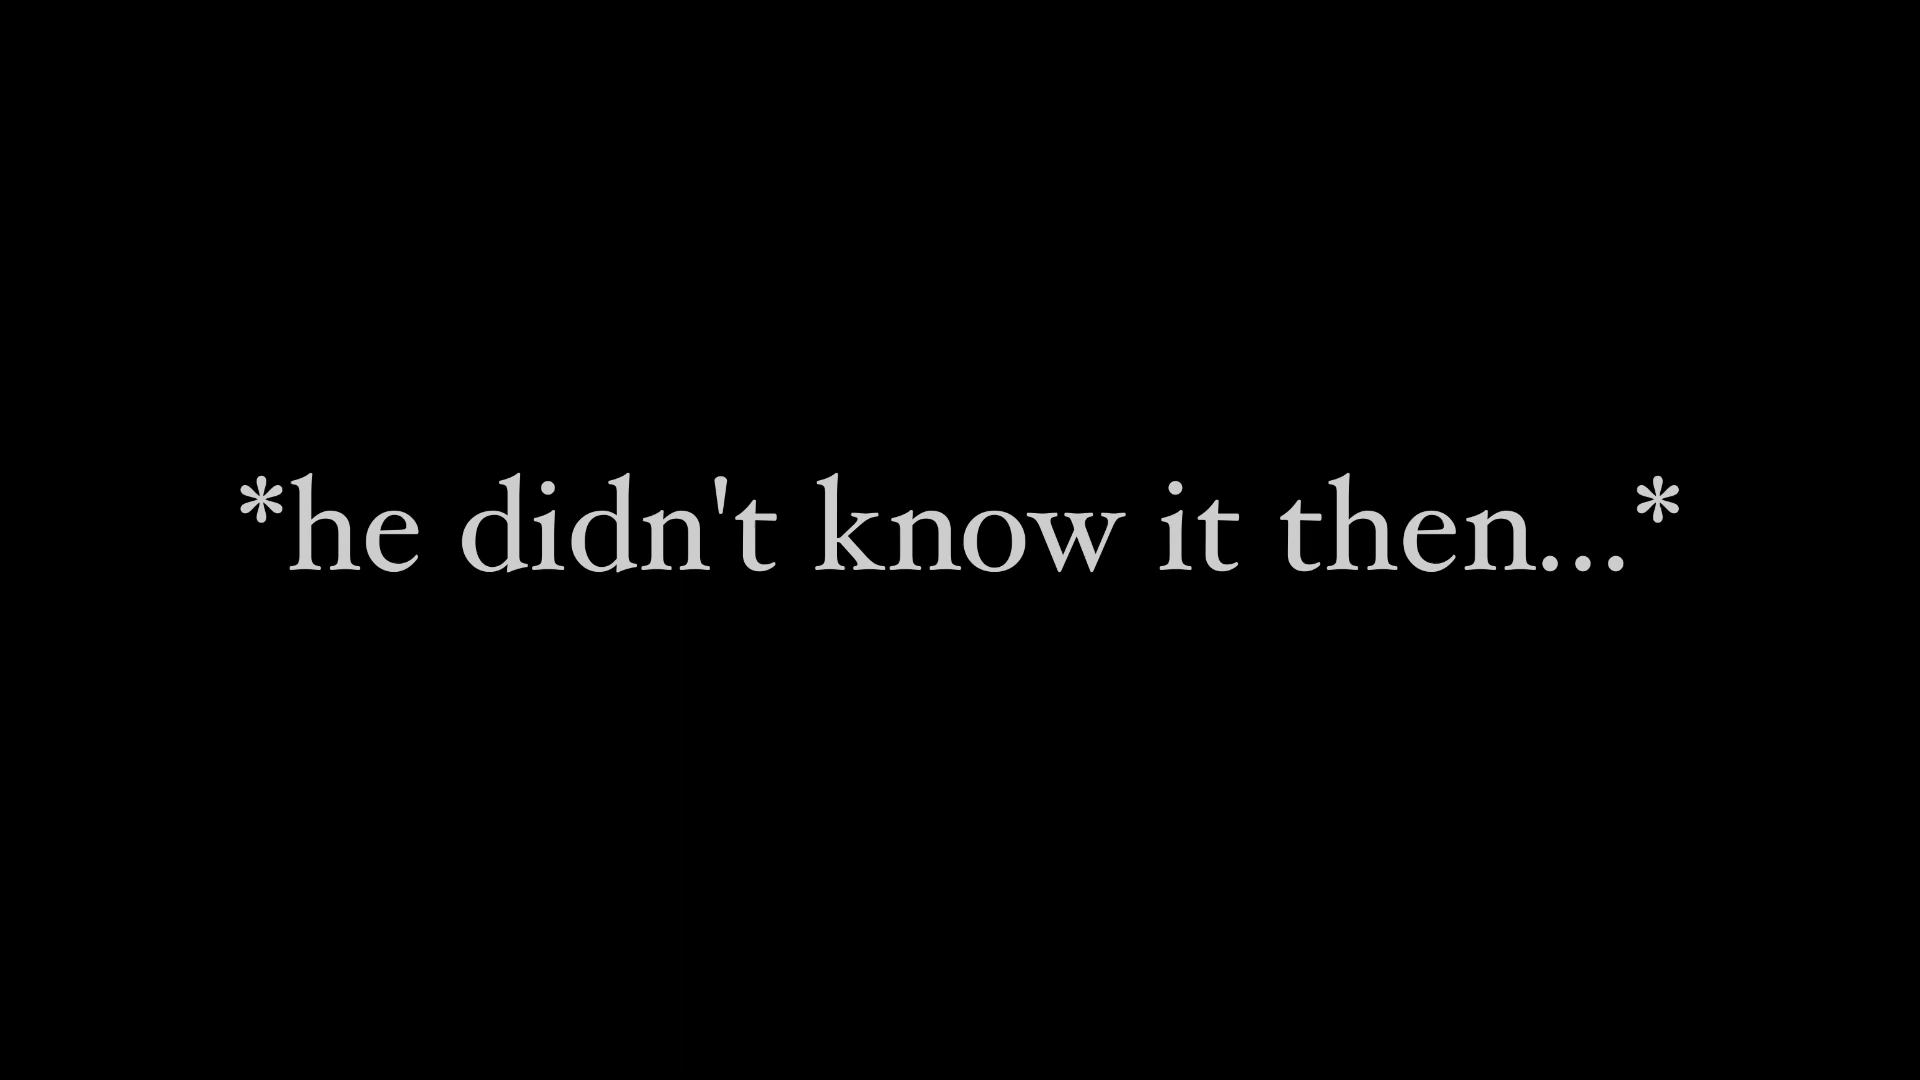 *he didn't know it then...*